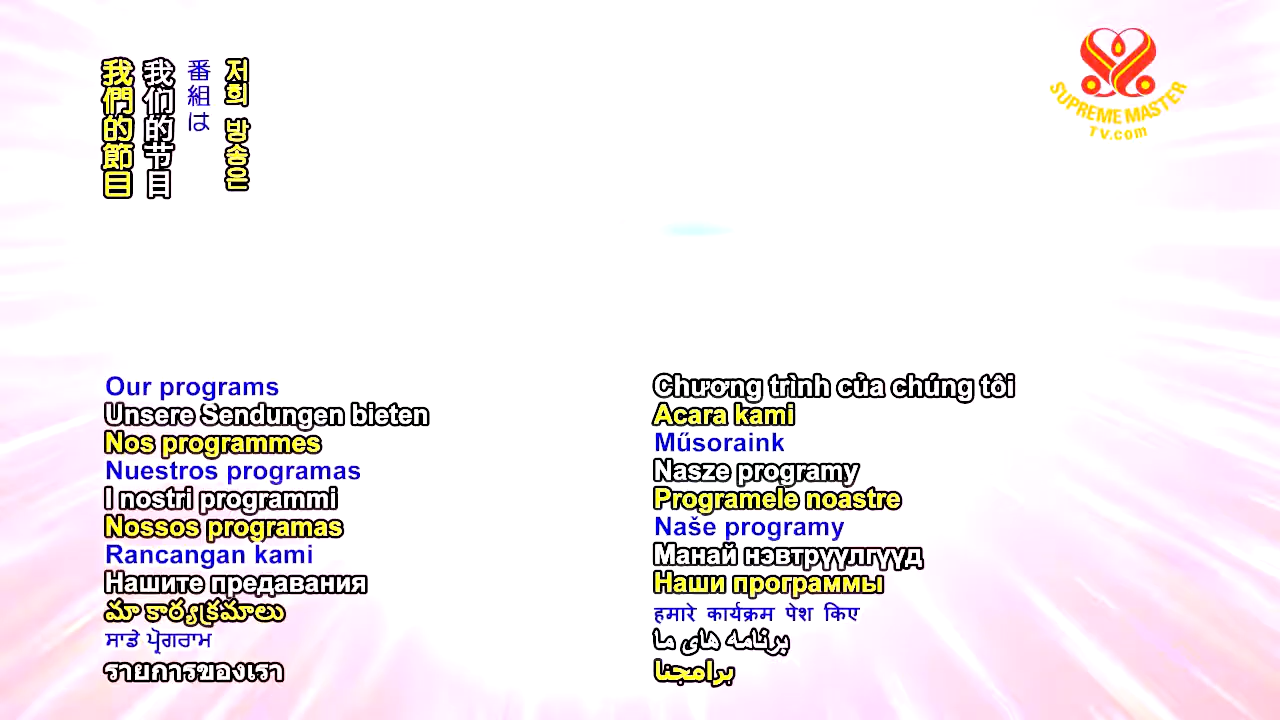 我們的節目
我们的节目
番組は
저희 방송은
SUPREME MASTER
TV.com
Our programs
Unsere Sendungen bieten
Nos programmes
Nuestros programas
I nostri programmi
Nossos programas
Rancangan kami
Нашите предавания
మా కార్యక్రమాలు
ਸਾਡੇ ਪ੍ਰੋਗਰਾਮ
รายการของเรา
Chương trình của chúng tôi
Acara kami
Műsoraink
Nasze programy
Programele noastre
Naše programy
Манай нэвтрүүлгүүд
Наши программы
हमारे कार्यक्रम पेश किए
برنامه های ما
برامجنا